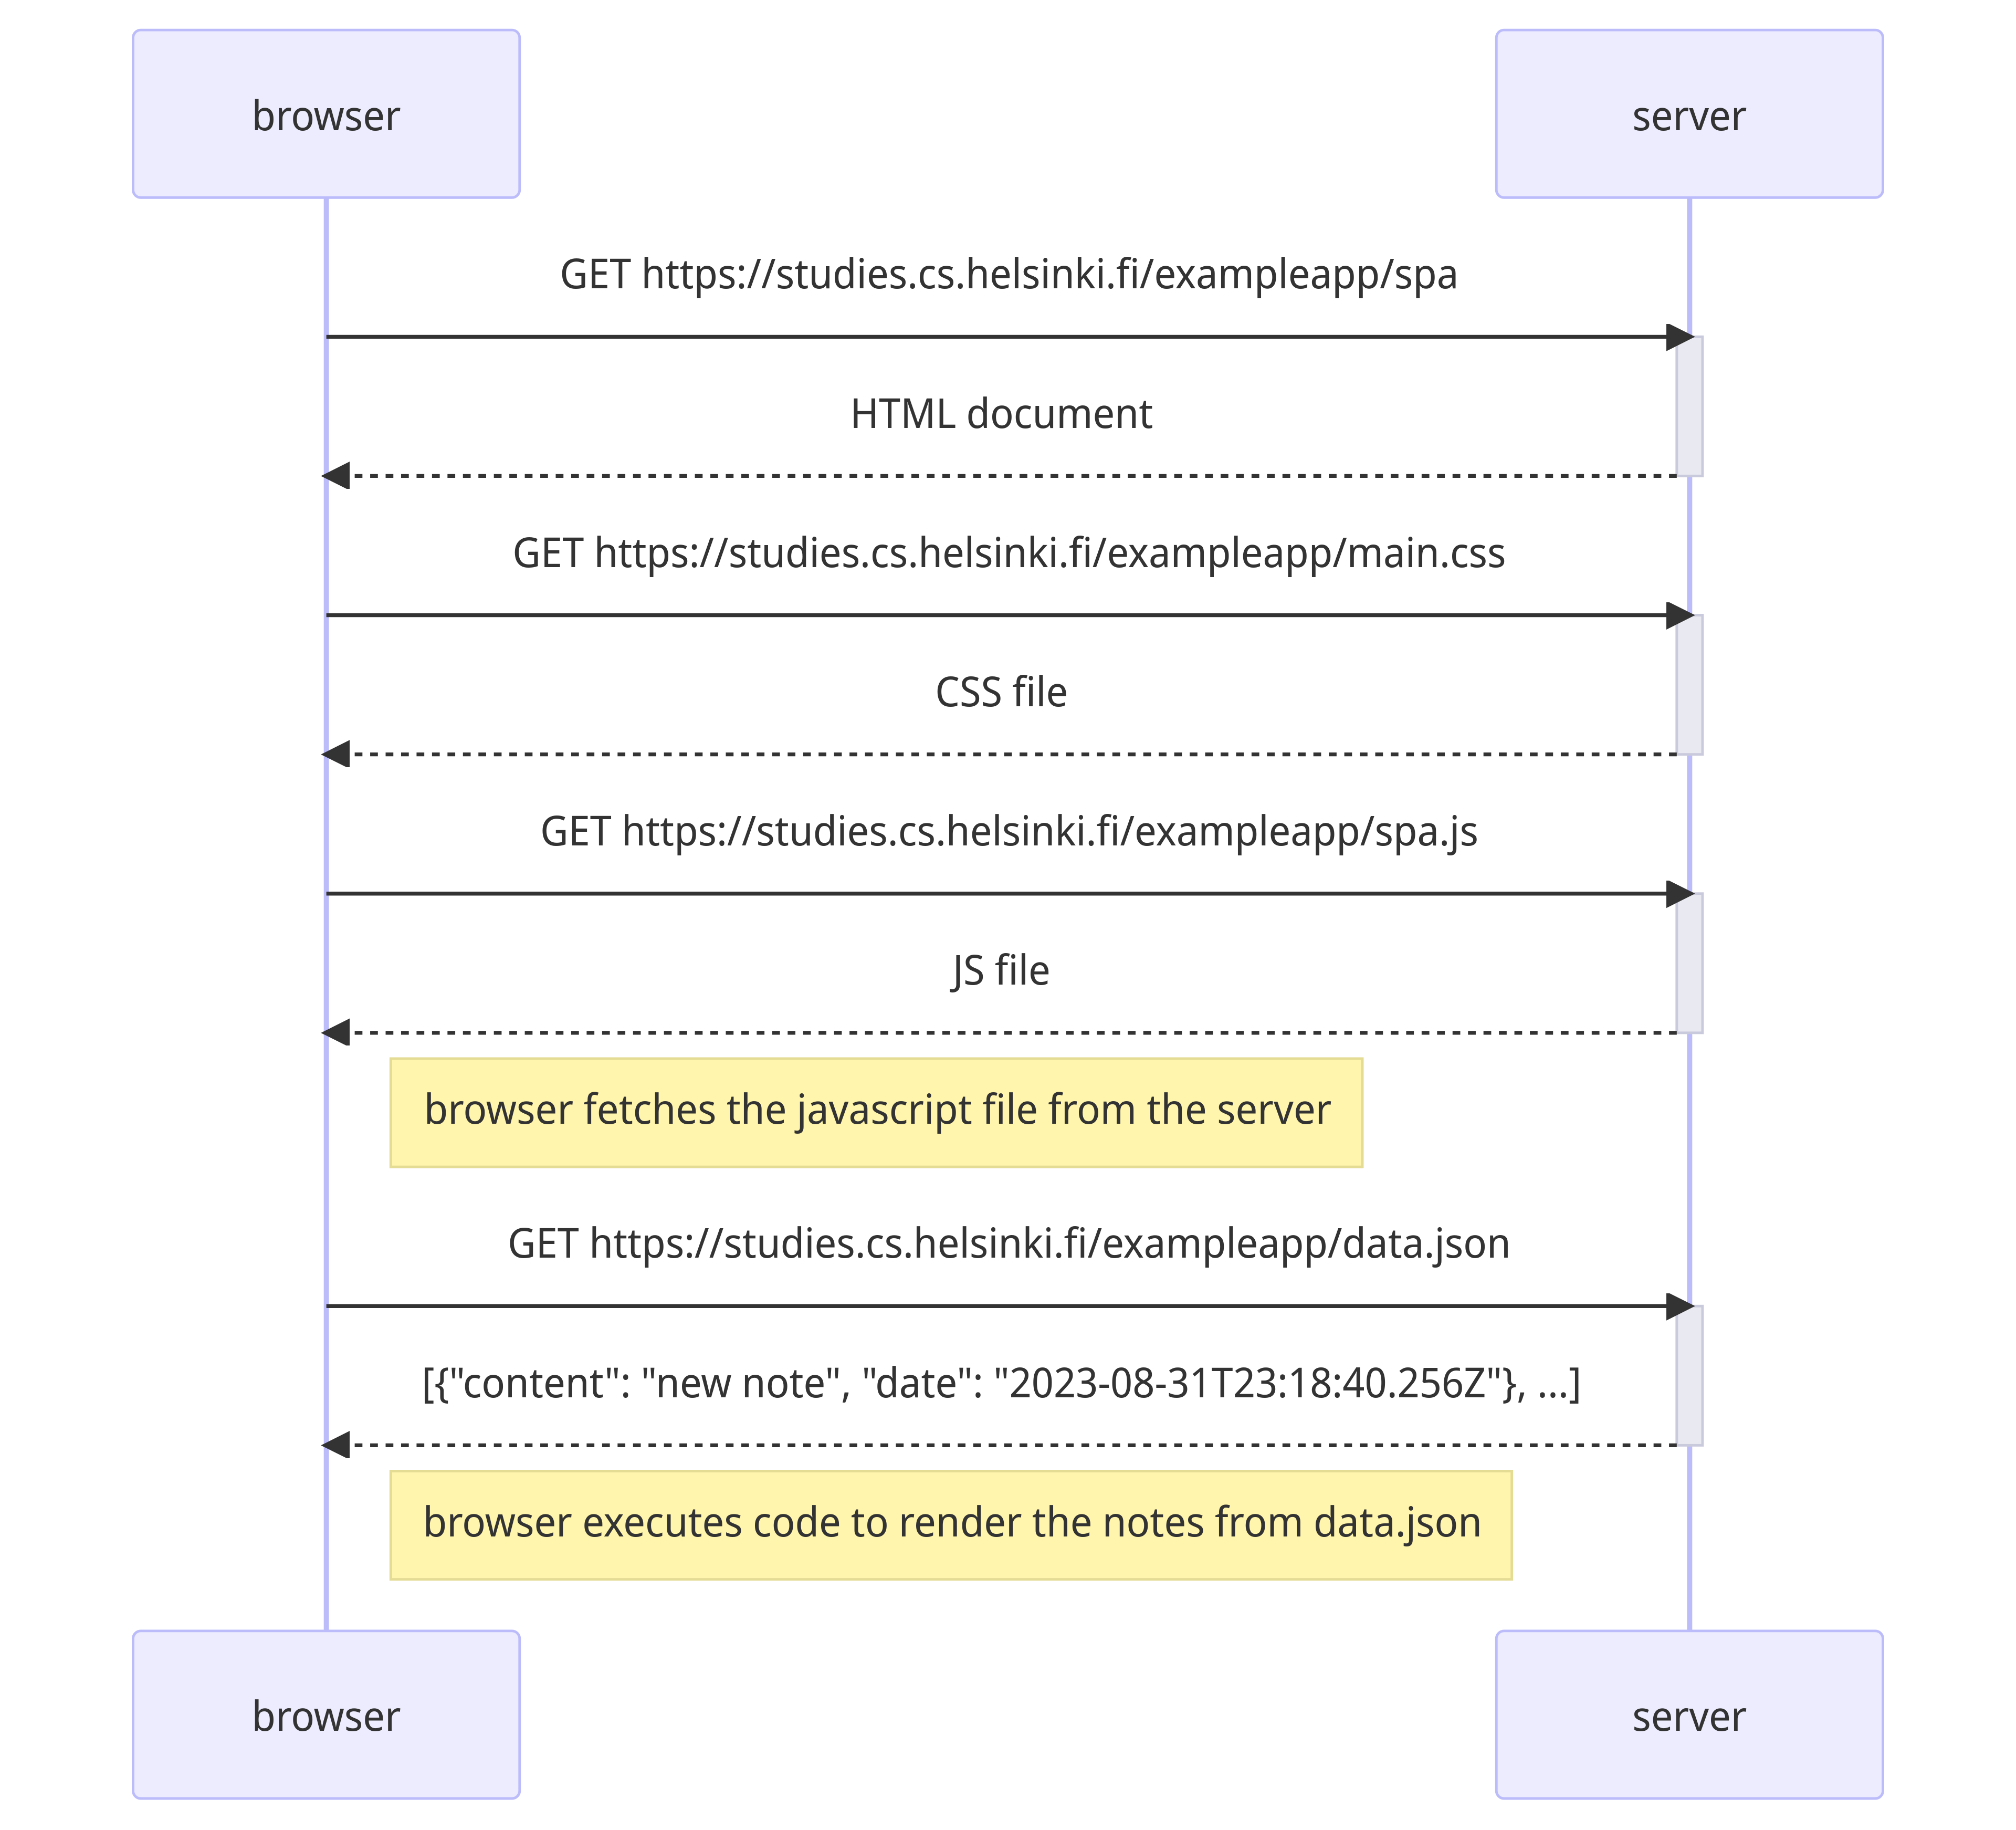 browser
server
GET https://studies.cs.helsinki.fi/exampleapp/spa
HTML document
GET https://studies.cs.helsinki.fi/exampleapp/main.css
CSS file
GET https://studies.cs.helsinki.fi/exampleapp/spa.js
JS file
browser fetches the javascript file from the server
GET https://studies.cs.helsinki.fi/exampleapp/data.json
[{"content": "new note", "date": "2023-08-31T23:18:40.256Z"}, ...]
browser executes code to render the notes from data.json
browser
server